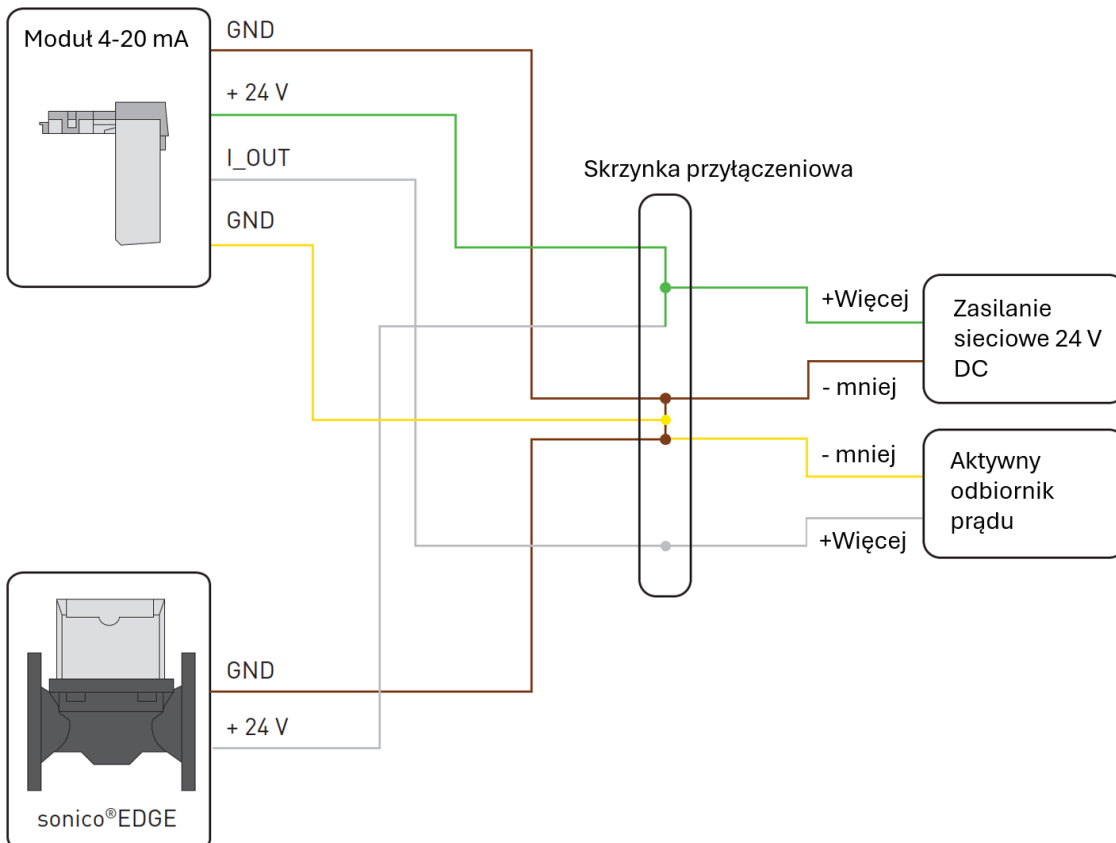 Moduł 4-20 mA
GND
+ 24 V
I_OUT
GND
Skrzynka przyłączeniowa
+Więcej
Zasilanie
sieciowe 24 V
DC
- mniej
- mniej
Aktywny
odbiornik
prądu
+Więcej
GND
+ 24 V
sonico®EDGE